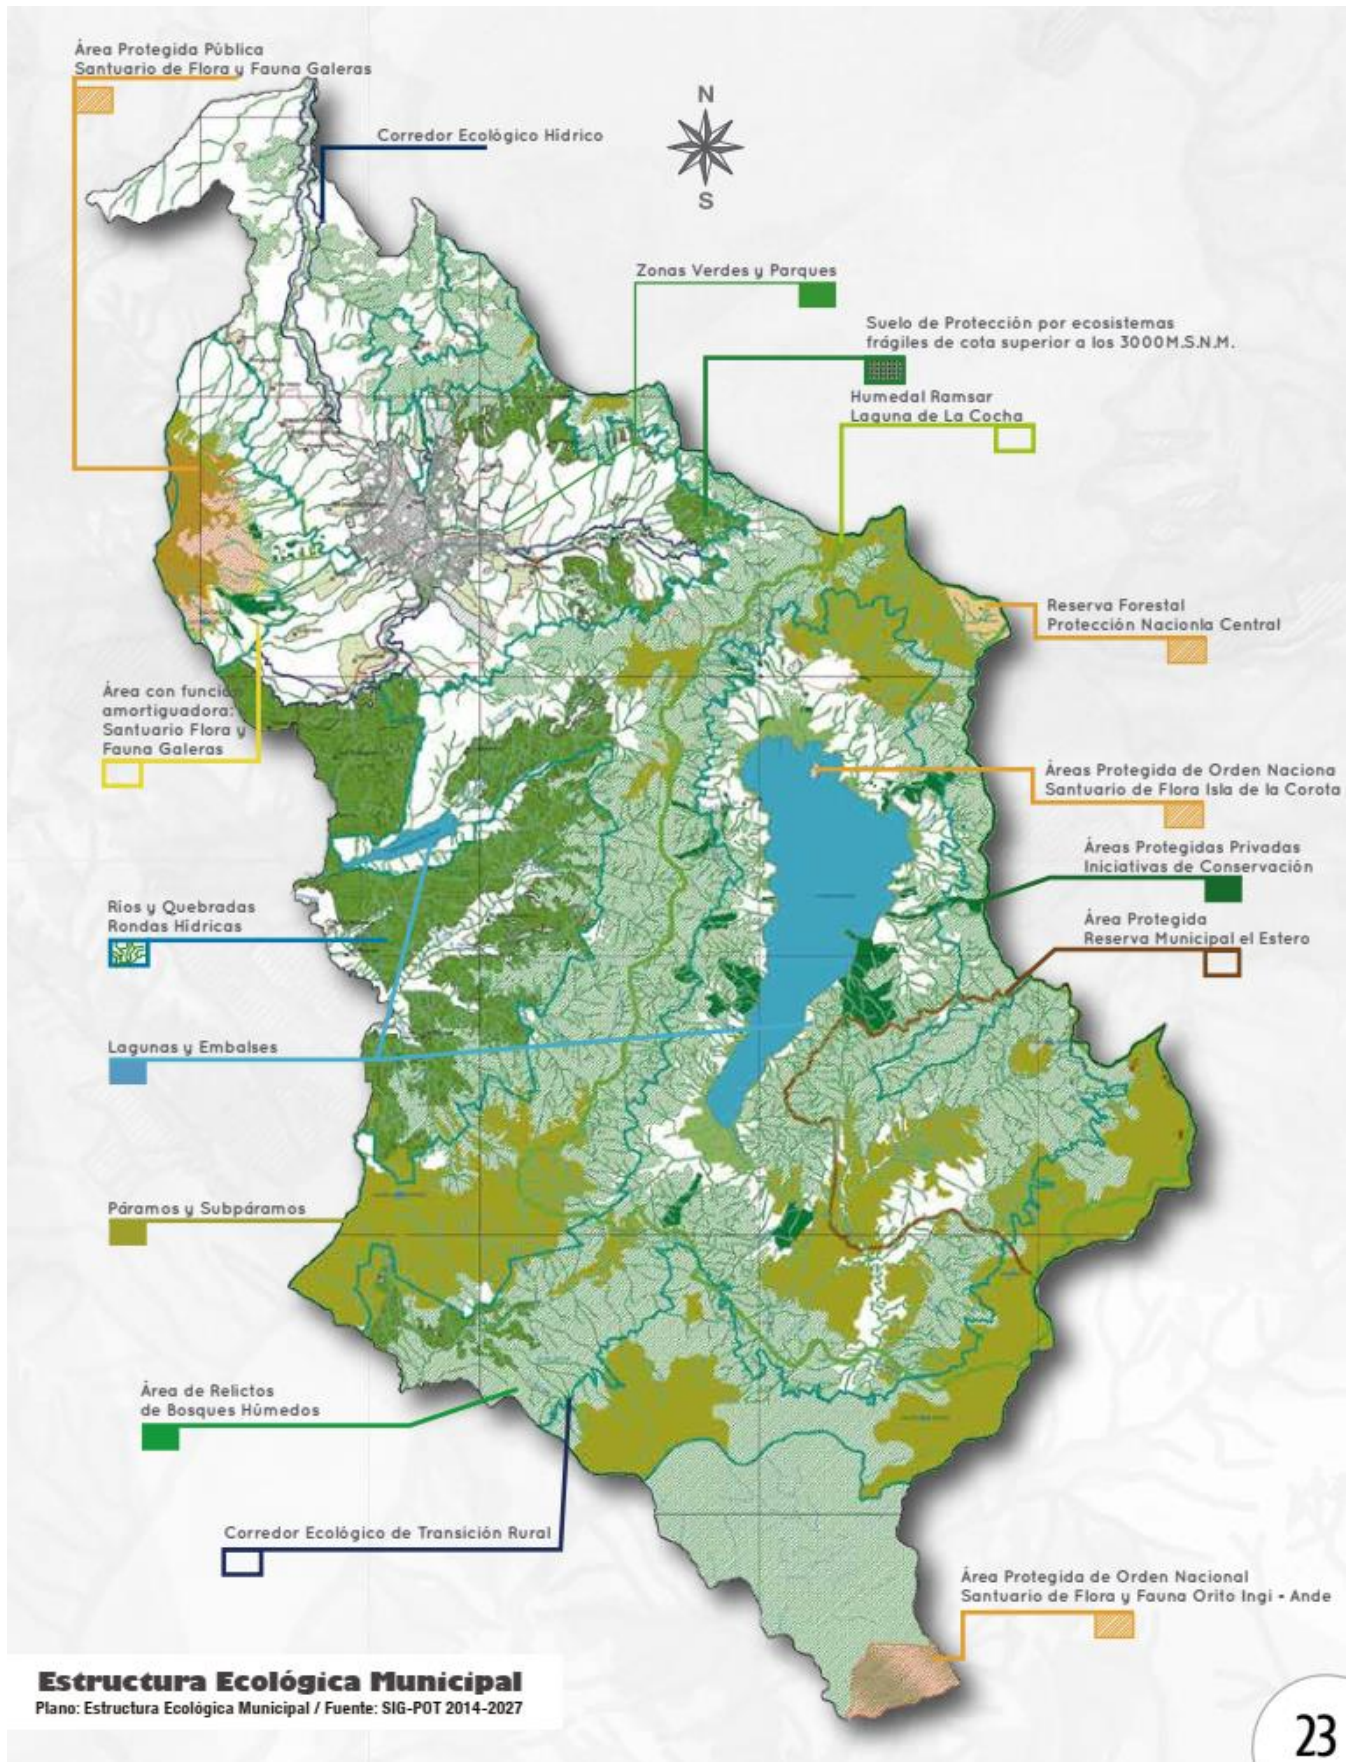 Área Protegida Pública
Santuario de Flora y Fauna Galeras
N
Corredor Ecológico Hídrico
S
Zonas Verdes y Parques
Suelo de Protección por ecosistemas
frágiles de cota superior a los 3000M.S.N.M.
Humedal Ramsar
Laguna de La Cocha
Reserva Forestal
Protección Nacionla Central
Área con función
amortiguadora:
Santuario Flora y
Fauna Galeras
Áreas Protegida de Orden Naciona
Santuario de Flora Isla de la Corota
Áreas Protegidas Privadas
Iniciativas de Conservación
Ríos y Quebradas
Rondas Hídricas
Área Protegida
Reserva Municipal el Estero
Lagunas y Embalses
Páramos y Subpáramos
Área de Relictos
de Bosques Húmedos
Corredor Ecológico de Transición Rural
Área Protegida de Orden Nacional
Santuario de Flora y Fauna Orito Ingi - Ande
Estructura Ecológica Municipal
Plano: Estructura Ecológica Municipal / Fuente: SIG-POT 2014-2027
23